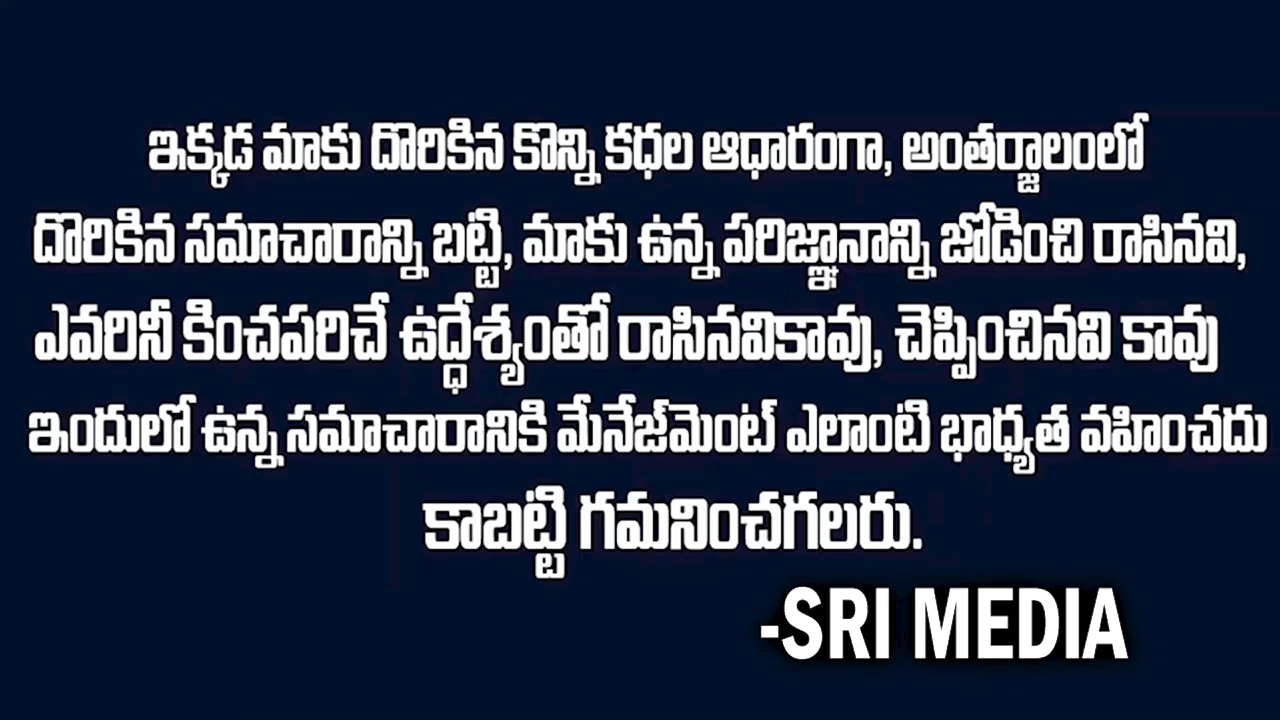 ఇక్కడ మాకు దొరికిన కొన్ని కధల ఆధారంగా, అంతర్జాలంలో
దొరికిన సమాచారాన్ని బట్టి, మాకు ఉన్న పరిజ్ఞానాన్ని జోడించి రాసినవి,
ఎవరినీ కించపరిచే ఉద్ధేశ్యంతో రాసినవికావు, చెప్పించినవి కావు
ఇందులో ఉన్న సమాచారానికి మేనేజ్‌మెంట్ ఎలాంటి భాధ్యత వహించదు
కాబట్టి గమనించగలరు.
-SRI MEDIA